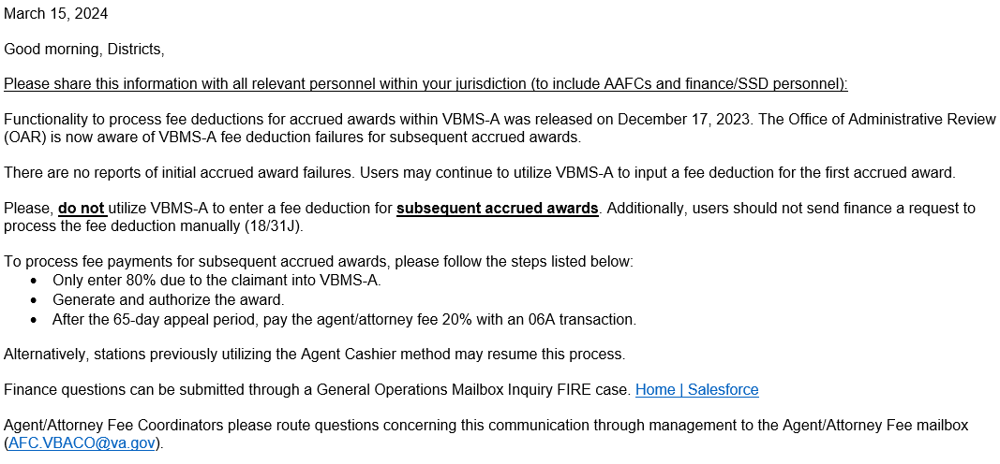 March 15, 2024
Good morning, Districts,
Please share this information with all relevant personnel within your jurisdiction (to include AAFCs and finance/SSD personnel):
Functionality to process fee deductions for accrued awards within VBMS-A was released on December 17, 2023. The Office of Administrative Review
(OAR) is now aware of VBMS-A fee deduction failures for subsequent accrued awards.
There are no reports of initial accrued award failures. Users may continue to utilize VBMS-A to input a fee deduction for the first accrued award.
Please, do not utilize VBMS-A to enter a fee deduction for subsequent accrued awards. Additionally, users should not send finance a request to
process the fee deduction manually (18/31J).
To process fee payments for subsequent accrued awards, please follow the steps listed below:
• Only enter 80% due to the claimant into VBMS-A.
• Generate and authorize the award.
• After the 65-day appeal period, pay the agent/attorney fee 20% with an 06A transaction.
Alternatively, stations previously utilizing the Agent Cashier method may resume this process.
Finance questions can be submitted through a General Operations Mailbox Inquiry FIRE case. Home | Salesforce
Agent/Attorney Fee Coordinators please route questions concerning this communication through management to the Agent/Attorney Fee mailbox
(AFC.VBACO@va.gov).